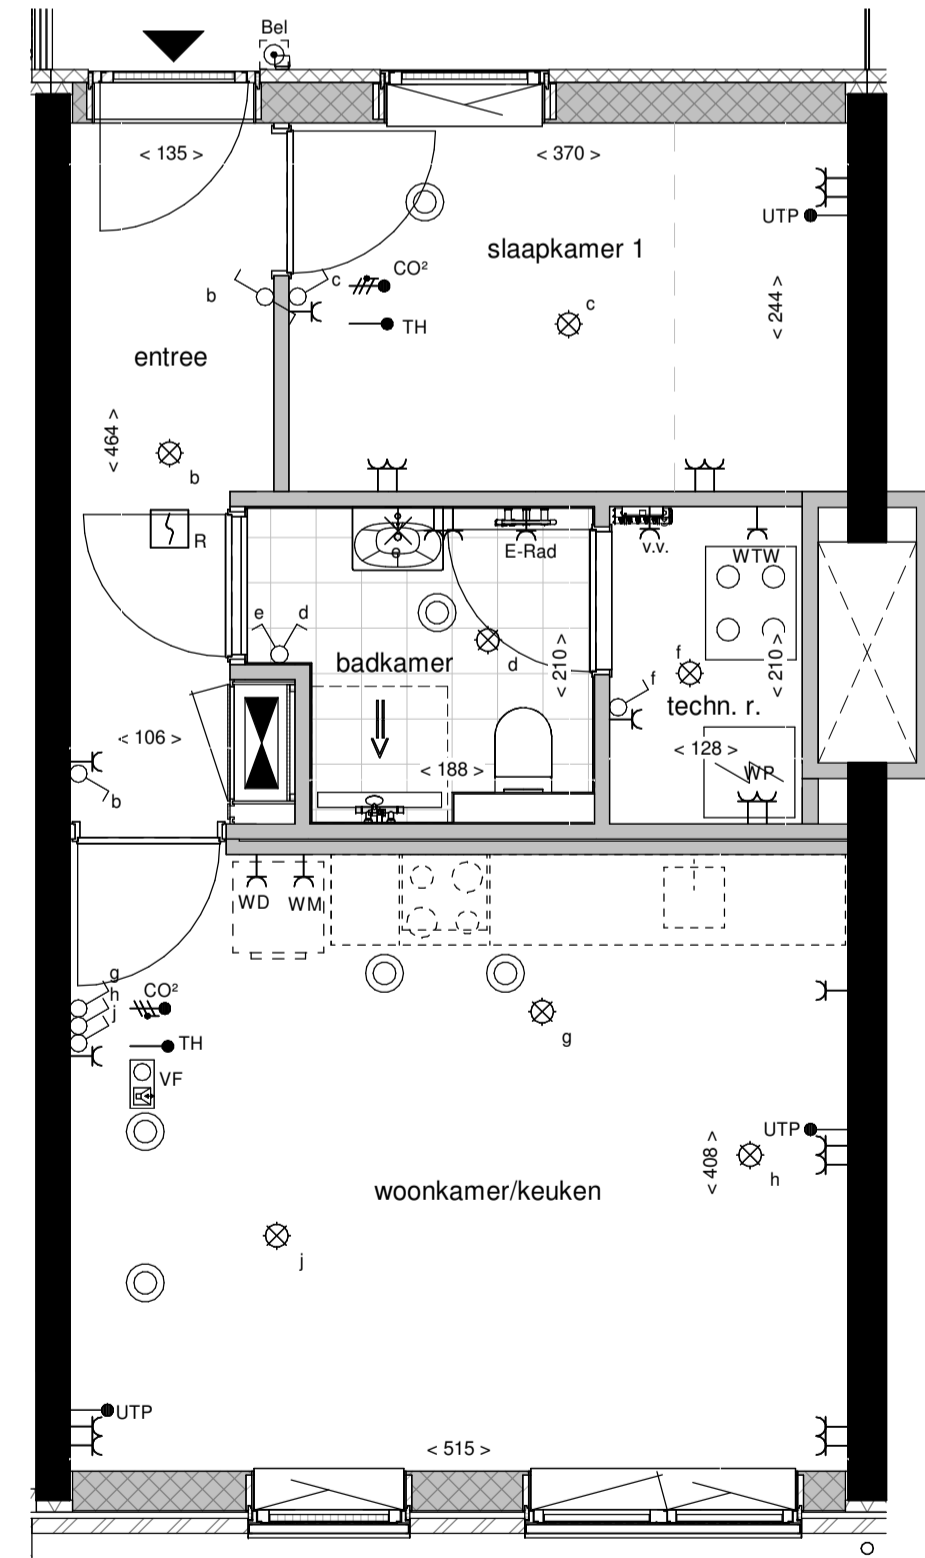 Bel
< 135 >
< 370 >
UTP
slaapkamer 1
CO²
c
b
c
< 244 >
TH
entree
< 464 >
b
R
E-Rad
v.v.
WTW
e
d
badkamer
d
< 210 >
f
f
< 210 >
techn. r.
< 106 >
< 188 >
< 128 >
WP
b
WD
WM
g
h
j
CO²
g
TH
VF
UTP
< 408 >
h
woonkamer/keuken
j
UTP
< 515 >